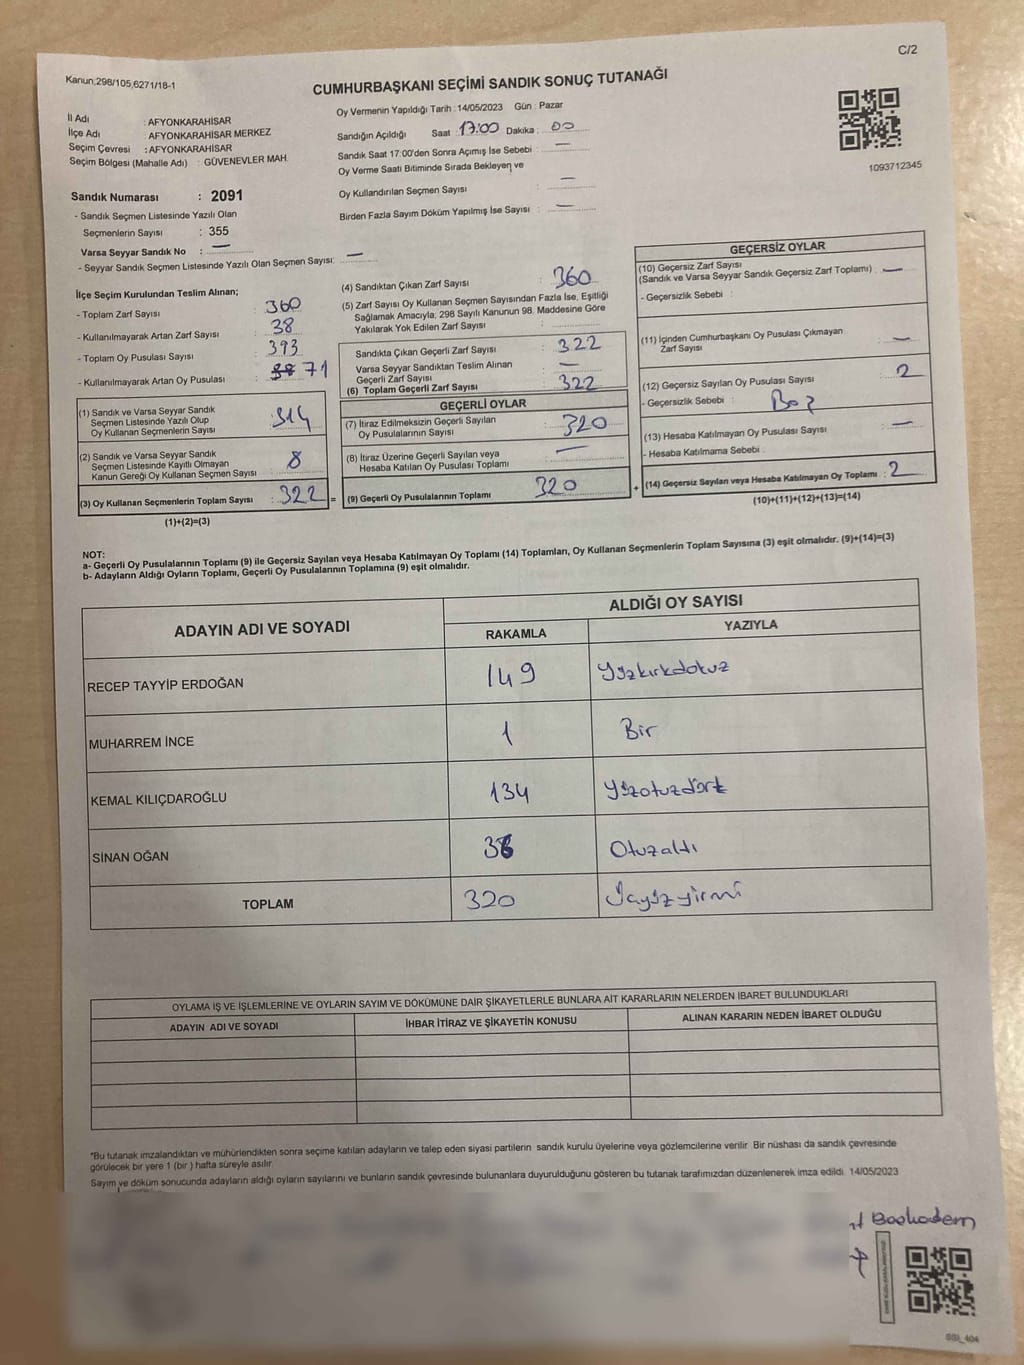 C/2
Kanun,298/105,6271/18-1
CUMHURBAŞKANI SEÇİMİ SANDIK SONUÇ TUTANAĞI
İl Adı : AFYONKARAHİSAR
İlçe Adı : AFYONKARAHİSAR MERKEZ
Seçim Çevresi : AFYONKARAHİSAR
Seçim Bölgesi (Mahalle Adı) : GÜVENEVLER MAH.
Sandık Numarası : 2091
- Sandık Seçmen Listesinde Yazılı Olan
Seçmenlerin Sayısı : 355
Varsa Seyyar Sandık No : —
- Seyyar Sandık Seçmen Listesinde Yazılı Olan Seçmen Sayısı: —
Oy Vermenin Yapıldığı Tarih : 14/05/2023 Gün : Pazar
Sandığın Açıldığı Saat 17:00 Dakika : 00
Sandık Saat 17:00'den Sonra Açımış İse Sebebi : —
Oy Verme Saati Bitiminde Sırada Bekleyen ve
Oy Kullandırılan Seçmen Sayısı : —
Birden Fazla Sayım Döküm Yapılmış İse Sayısı : —
1093712345
İlçe Seçim Kurulundan Teslim Alınan;
- Toplam Zarf Sayısı : 360
- Kullanılmayarak Artan Zarf Sayısı : 38
- Toplam Oy Pusulası Sayısı : 393
- Kullanılmayarak Artan Oy Pusulası : 71
(1) Sandık ve Varsa Seyyar Sandık
Seçmen Listesinde Yazılı Olup
Oy Kullanan Seçmenlerin Sayısı : 314
(2) Sandık ve Varsa Seyyar Sandık
Seçmen Listesinde Kayıtlı Olmayan
Kanun Gereği Oy Kullanan Seçmen Sayısı : 8
(3) Oy Kullanan Seçmenlerin Toplam Sayısı : 322 =
(1)+(2)=(3)
(4) Sandıktan Çıkan Zarf Sayısı : 360
(5) Zarf Sayısı Oy Kullanan Seçmen Sayısından Fazla İse, Eşitliği
Sağlamak Amacıyla, 298 Sayılı Kanunun 98. Maddesine Göre
Yakılarak Yok Edilen Zarf Sayısı :
Sandıkta Çıkan Geçerli Zarf Sayısı : 322
Varsa Seyyar Sandıktan Teslim Alınan
Geçerli Zarf Sayısı : —
(6) Toplam Geçerli Zarf Sayısı : 322
GEÇERLİ OYLAR
(7) İtiraz Edilmeksizin Geçerli Sayılan
Oy Pusulalarının Sayısı : 320
(8) İtiraz Üzerine Geçerli Sayılan veya
Hesaba Katılan Oy Pusulası Toplamı : —
(9) Geçerli Oy Pusulalarının Toplamı : 320 +
GEÇERSİZ OYLAR
(10) Geçersiz Zarf Sayısı
(Sandık ve Varsa Seyyar Sandık Geçersiz Zarf Toplamı) : —
- Geçersizlik Sebebi :
(11) İçinden Cumhurbaşkanı Oy Pusulası Çıkmayan
Zarf Sayısı : —
(12) Geçersiz Sayılan Oy Pusulası Sayısı : 2
- Geçersizlik Sebebi : Boş
(13) Hesaba Katılmayan Oy Pusulası Sayısı : —
- Hesaba Katılmama Sebebi :
(14) Geçersiz Sayılan veya Hesaba Katılmayan Oy Toplamı : 2
(10)+(11)+(12)+(13)=(14)
NOT:
a- Geçerli Oy Pusulalarının Toplamı (9) ile Geçersiz Sayılan veya Hesaba Katılmayan Oy Toplamı (14) Toplamları, Oy Kullanan Seçmenlerin Toplam Sayısına (3) eşit olmalıdır. (9)+(14)=(3)
b- Adayların Aldığı Oyların Toplamı, Geçerli Oy Pusulalarının Toplamına (9) eşit olmalıdır.
ADAYIN ADI VE SOYADI ALDIĞI OY SAYISI
RAKAMLA YAZIYLA
RECEP TAYYİP ERDOĞAN 149 Yüzkırkdokuz
MUHARREM İNCE 1 Bir
KEMAL KILIÇDAROĞLU 134 Yüzotuzdört
SİNAN OĞAN 36 Otuzaltı
TOPLAM 320 Üçyüzyirmi
OYLAMA İŞ VE İŞLEMLERİNE VE OYLARIN SAYIM VE DÖKÜMÜNE DAİR ŞİKAYETLERLE BUNLARA AİT KARARLARIN NELERDEN İBARET BULUNDUKLARI
ADAYIN ADI VE SOYADI İHBAR İTİRAZ VE ŞİKAYETİN KONUSU ALINAN KARARIN NEDEN İBARET OLDUĞU
"Bu tutanak imzalandıktan ve mühürlendikten sonra seçime katılan adayların ve talep eden siyasi partilerin sandık kurulu üyelerine veya gözlemcilerine verilir. Bir nüshası da sandık çevresinde
görülecek bir yere 1 (bir) hafta süreyle asılır.
Sayım ve döküm sonucunda adayların aldığı oyların sayılarını ve bunların sandık çevresinde bulunanlara duyurulduğunu gösteren bu tutanak tarafımızdan düzenlenerek imza edildi. 14/05/2023
SSI_404